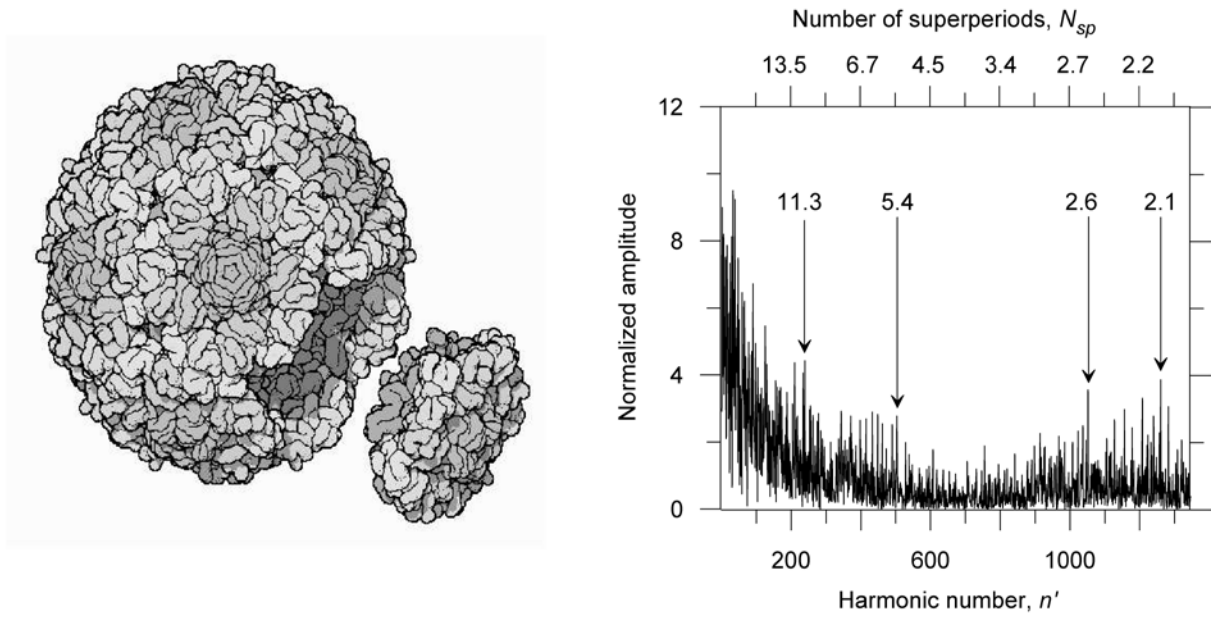 Number of superperiods, Nsp
13.5 6.7 4.5 3.4 2.7 2.2
12
11.3 5.4 2.6 2.1
8
4
0
Normalized amplitude
200 600 1000
Harmonic number, n'